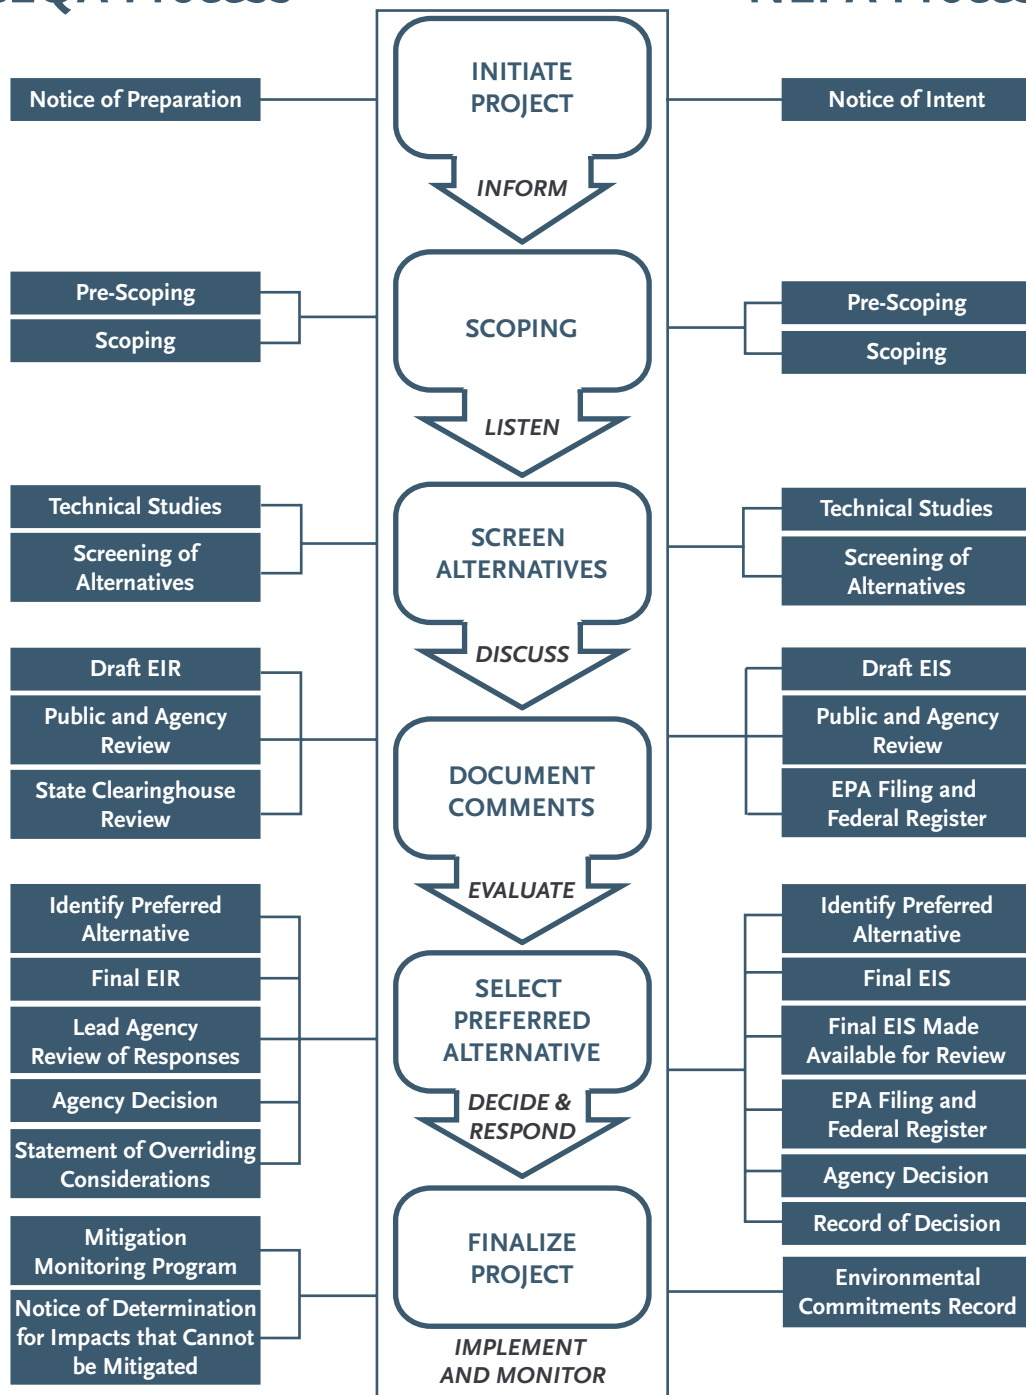 CEQA Process
NEPA Process
Notice of Preparation
INITIATE
PROJECT
INFORM
Notice of Intent
Pre-Scoping
Scoping
SCOPING
LISTEN
Pre-Scoping
Scoping
Technical Studies
Screening of
Alternatives
SCREEN
ALTERNATIVES
DISCUSS
Technical Studies
Screening of
Alternatives
Draft EIR
Public and Agency
Review
State Clearinghouse
Review
DOCUMENT
COMMENTS
EVALUATE
Draft EIS
Public and Agency
Review
EPA Filing and
Federal Register
Identify Preferred
Alternative
Final EIR
Lead Agency
Review of Responses
Agency Decision
Statement of Overriding
Considerations
SELECT
PREFERRED
ALTERNATIVE
DECIDE &
RESPOND
Identify Preferred
Alternative
Final EIS
Final EIS Made
Available for Review
EPA Filing and
Federal Register
Agency Decision
Record of Decision
Mitigation
Monitoring Program
Notice of Determination
for Impacts that Cannot
be Mitigated
FINALIZE
PROJECT
IMPLEMENT
AND MONITOR
Environmental
Commitments Record